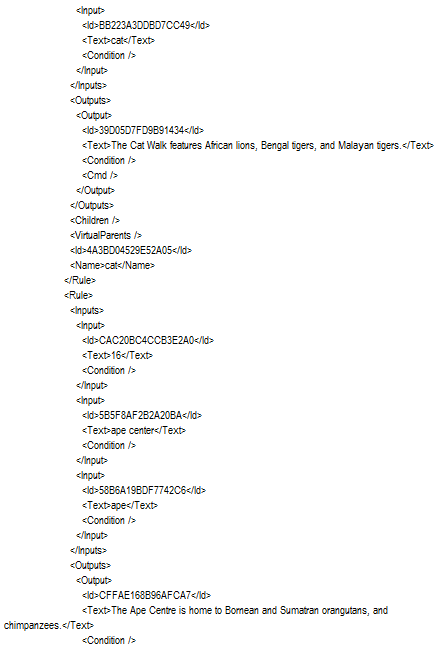 <Input>
<Id>BB223A3DDBD7CC49</Id>
<Text>cat</Text>
<Condition />
</Input>
</Inputs>
<Outputs>
<Output>
<Id>39D05D7FD9B91434</Id>
<Text>The Cat Walk features African lions, Bengal tigers, and Malayan tigers.</Text>
<Condition />
<Cmd />
</Output>
</Outputs>
<Children />
<VirtualParents />
<Id>4A3BD04529E52A05</Id>
<Name>cat</Name>
</Rule>
<Rule>
<Inputs>
<Input>
<Id>CAC20BC4CCB3E2A0</Id>
<Text>16</Text>
<Condition />
</Input>
<Input>
<Id>5B5F8AF2B2A20BA</Id>
<Text>ape center</Text>
<Condition />
</Input>
<Input>
<Id>58B6A19BDF7742C6</Id>
<Text>ape</Text>
<Condition />
</Input>
</Inputs>
<Outputs>
<Output>
<Id>CFFAE168B96AFCA7</Id>
<Text>The Ape Centre is home to Bornean and Sumatran orangutans, and
chimpanzees.</Text>
<Condition />